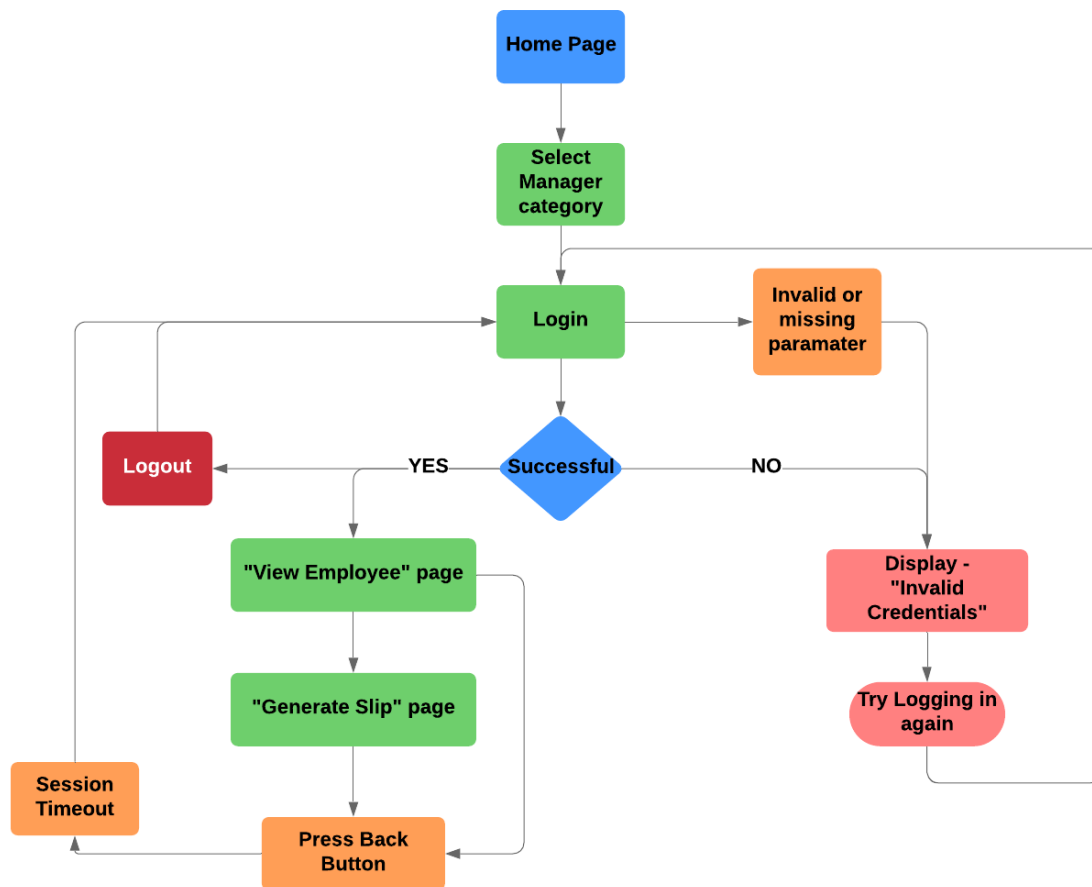 Home Page
Select
Manager
category
Login
Invalid or
missing
paramater
Logout
YES
Successful
NO
"View Employee" page
Display -
"Invalid
Credentials"
"Generate Slip" page
Try Logging in
again
Session
Timeout
Press Back
Button